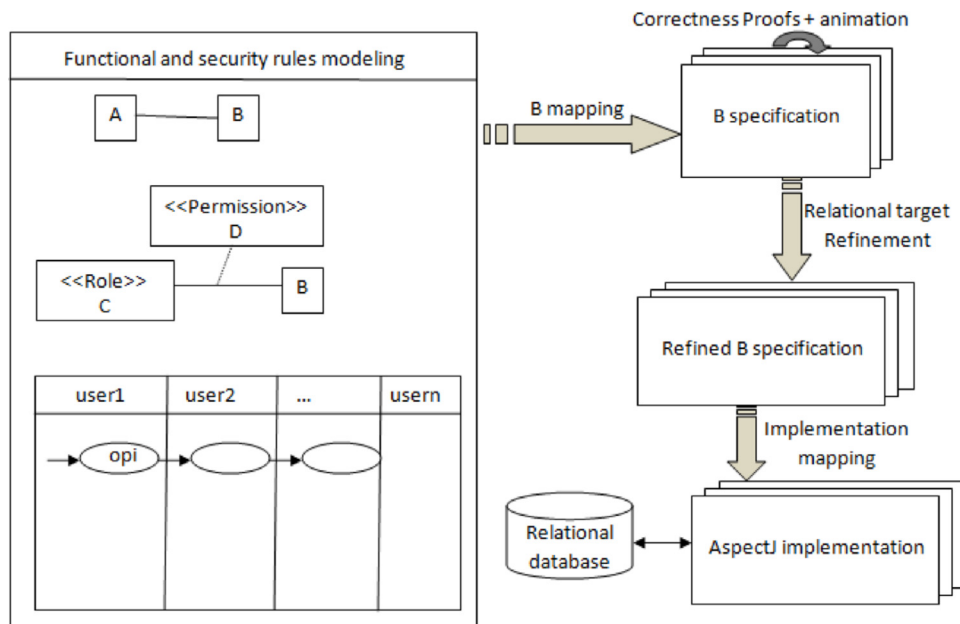 Functional and security rules modeling
A
B
<<Permission>>
D
<<Role>>
C
B
user1
user2
...
usern
opi
B mapping
Correctness Proofs + animation
B specification
Relational target
Refinement
Refined B specification
Implementation
mapping
Relational
database
AspectJ implementation